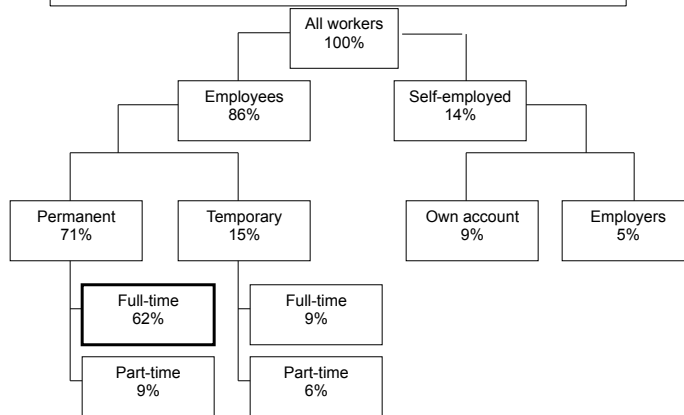 All workers
100%
Employees
86%
Self-employed
14%
Permanent
71%
Temporary
15%
Own account
9%
Employers
5%
Full-time
62%
Full-time
9%
Part-time
9%
Part-time
6%